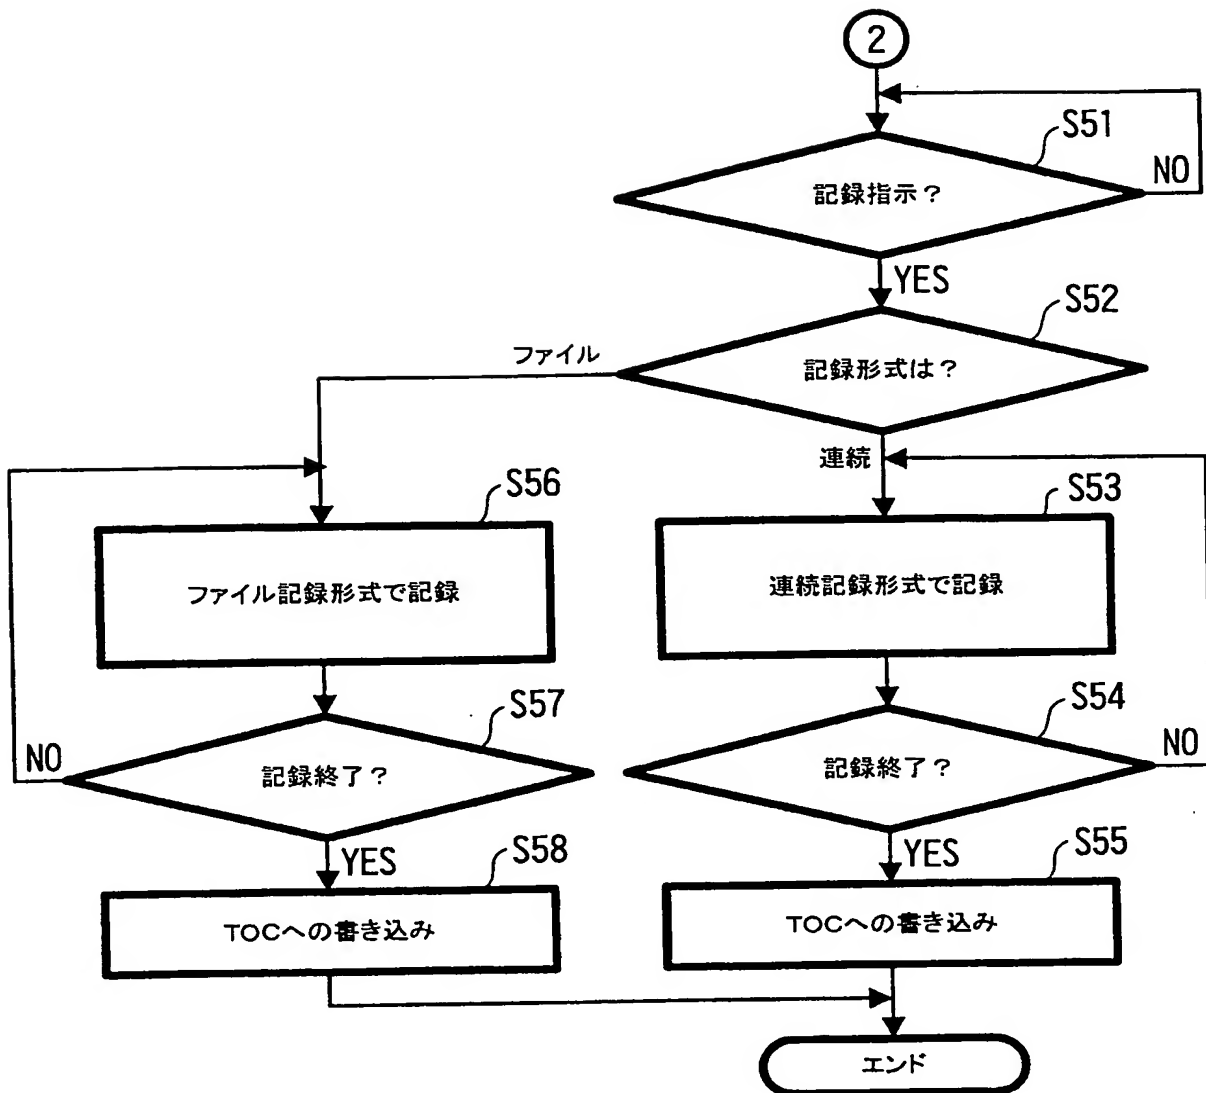 2
S51
記録指示？
NO
YES
S52
記録形式は？
ファイル
連続
S56
S53
ファイル記録形式で記録
連続記録形式で記録
S57
S54
NO
記録終了？
記録終了？
NO
YES
YES
S58
S55
TOCへの書き込み
TOCへの書き込み
エンド